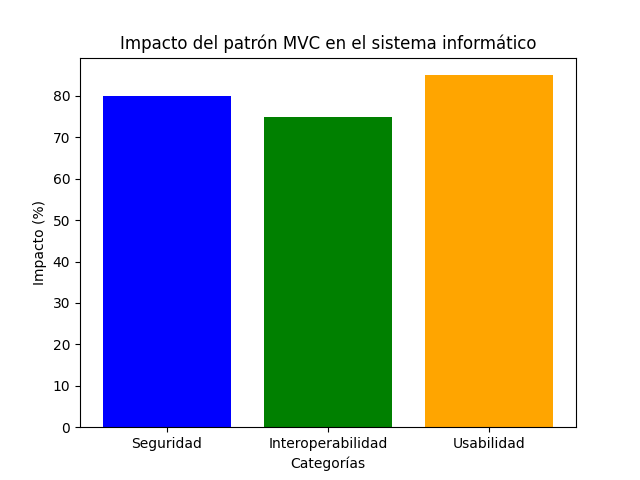 Impacto del patrón MVC en el sistema informático
Impacto (%)
80
70
60
50
40
30
20
10
0
Seguridad Interoperabilidad Usabilidad
Categorías